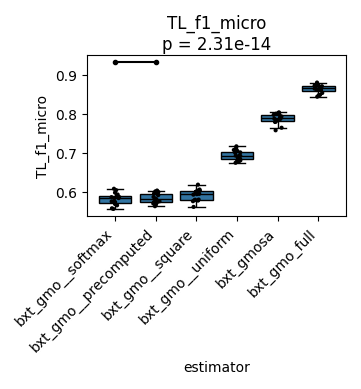 TL_f1_micro
p = 2.31e-14
TL_f1_micro
0.9
0.8
0.7
0.6
bxt_gmo__softmax
bxt_gmo__precomputed
bxt_gmo__square
bxt_gmo__uniform
bxt_gmosa
bxt_gmo_full
estimator